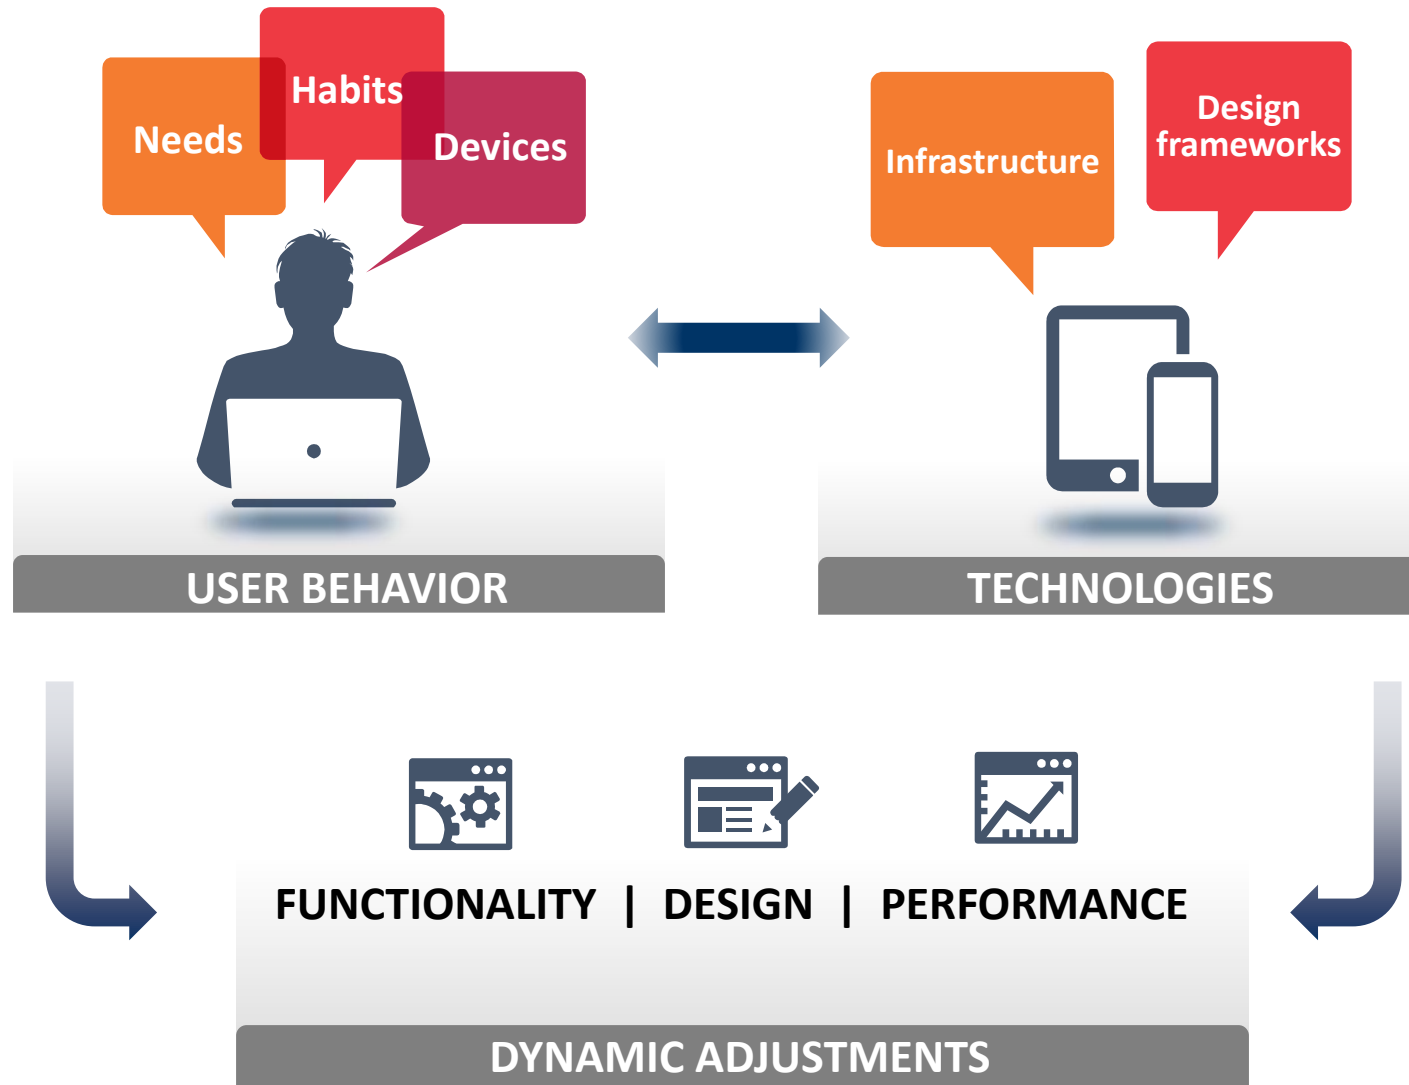 Needs
Habits
Devices
Infrastructure
Design
frameworks
USER BEHAVIOR
TECHNOLOGIES
FUNCTIONALITY | DESIGN | PERFORMANCE
DYNAMIC ADJUSTMENTS